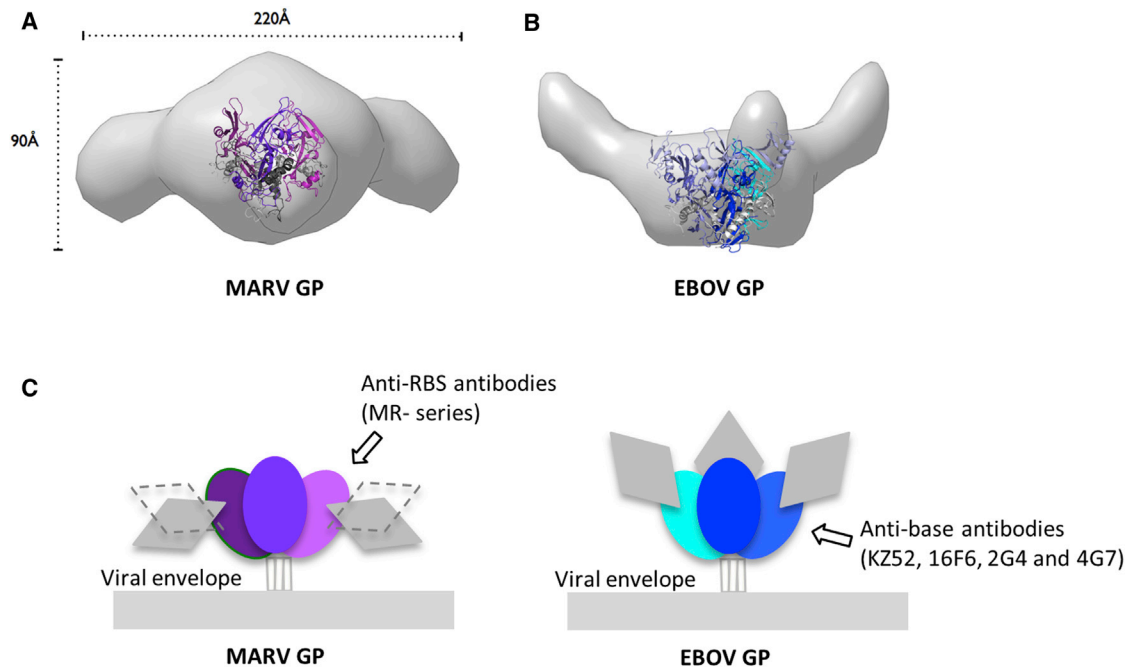 A
220Å
B
90Å
MARV GP
EBOV GP
C
Anti-RBS antibodies
(MR- series)
Anti-base antibodies
(KZ52, 16F6, 2G4 and 4G7)
Viral envelope
Viral envelope
MARV GP
EBOV GP